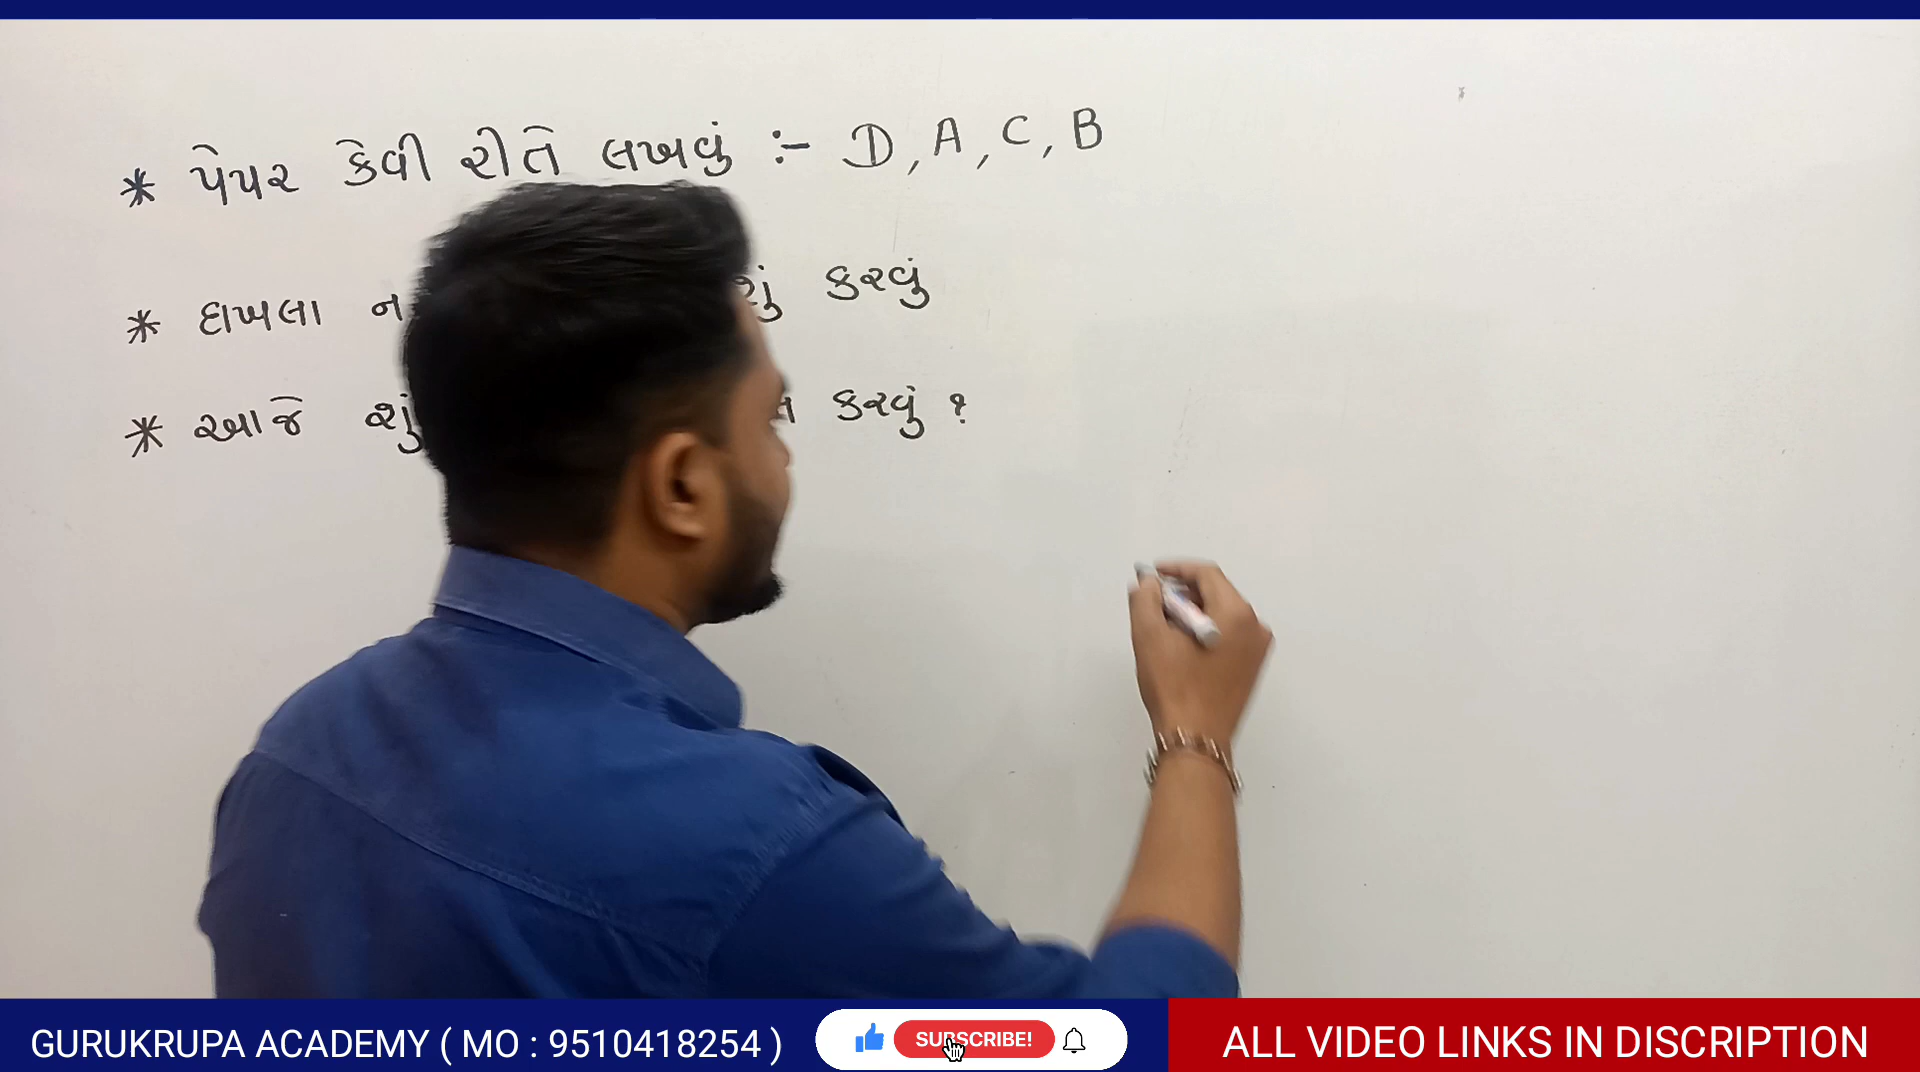 * પેપર કેવી રીતે લખવું :- D, A, C, B
* દાખલા શું કરવું
* આજે શું કરવું ?
GURUKRUPA ACADEMY ( MO : 9510418254 )
SUBSCRIBE!
ALL VIDEO LINKS IN DISCRIPTION